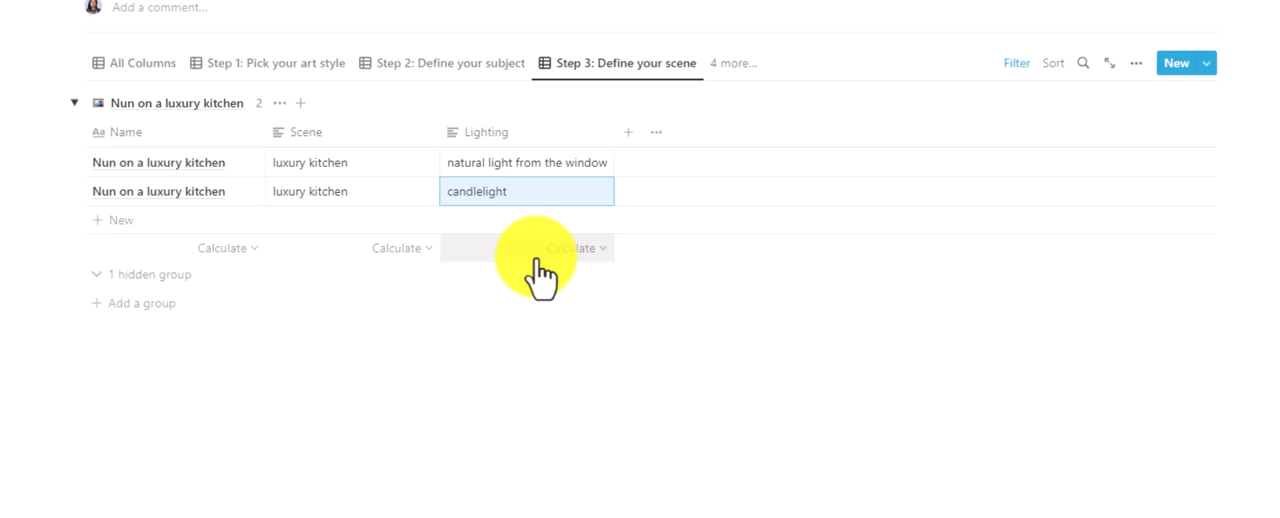 Add a comment...
All Columns Step 1: Pick your art style Step 2: Define your subject Step 3: Define your scene 4 more... Filter Sort New
Nun on a luxury kitchen 2
Aa Name Scene Lighting
Nun on a luxury kitchen luxury kitchen natural light from the window
Nun on a luxury kitchen luxury kitchen candlelight
+ New
Calculate Calculate Calculate
1 hidden group
+ Add a group